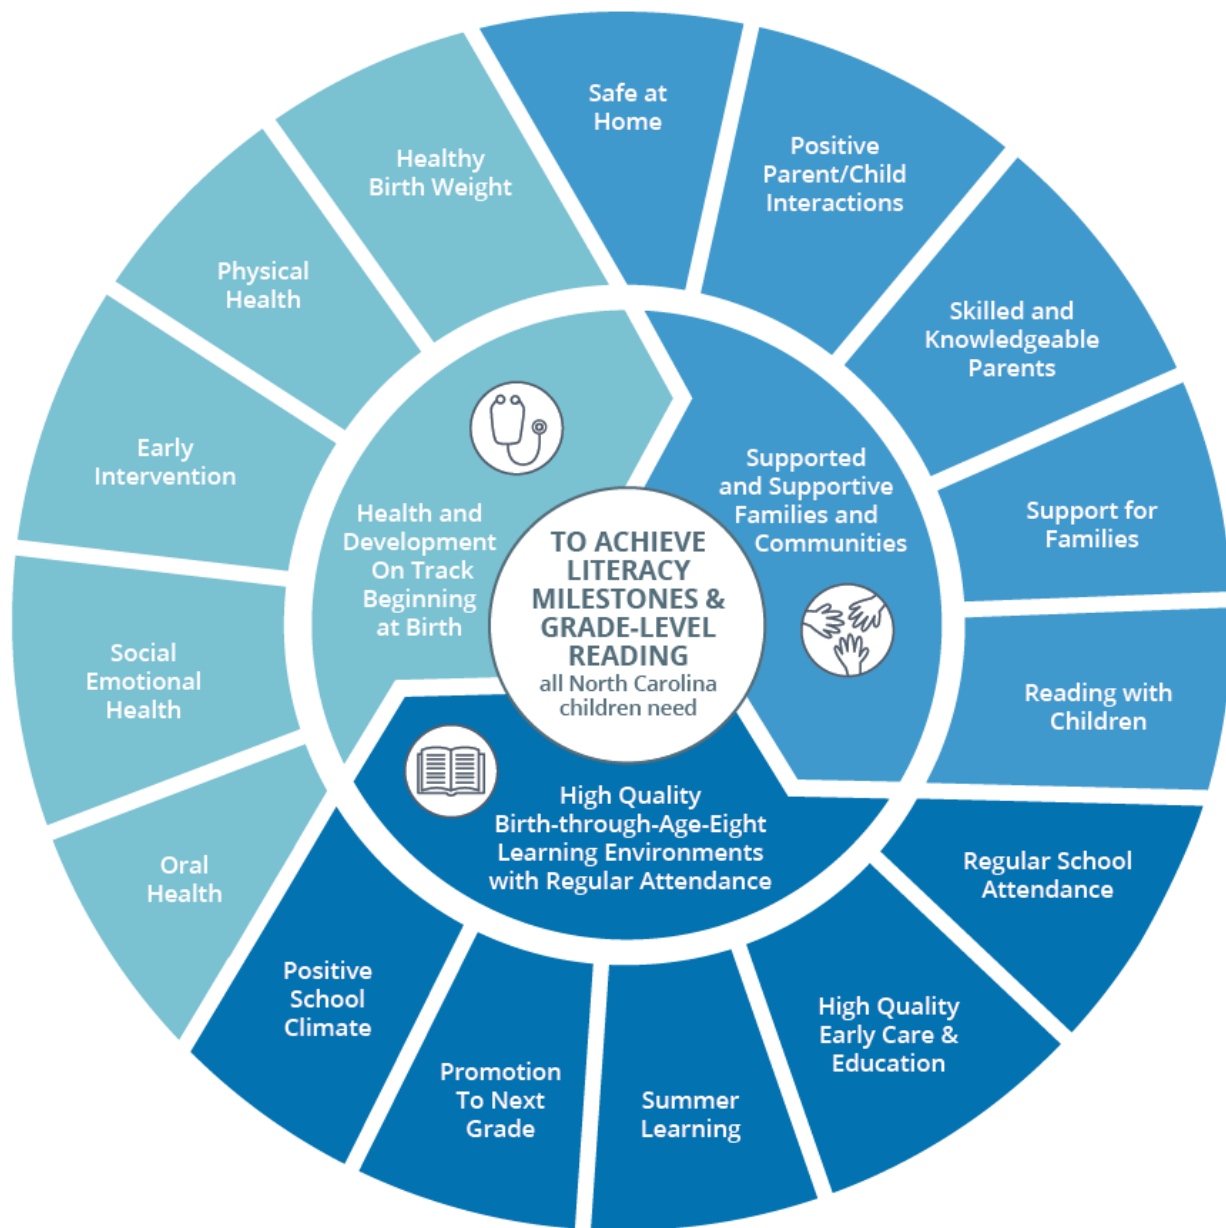 TO ACHIEVE
LITERACY
MILESTONES &
GRADE-LEVEL
READING
all North Carolina
children need
Health and
Development
On Track
Beginning
at Birth
Supported
and Supportive
Families and
Communities
High Quality
Birth-through-Age-Eight
Learning Environments
with Regular Attendance
Safe at
Home
Positive
Parent/Child
Interactions
Skilled and
Knowledgeable
Parents
Support for
Families
Reading with
Children
Regular School
Attendance
High Quality
Early Care &
Education
Summer
Learning
Promotion
To Next
Grade
Positive
School
Climate
Oral
Health
Social
Emotional
Health
Early
Intervention
Physical
Health
Healthy
Birth Weight